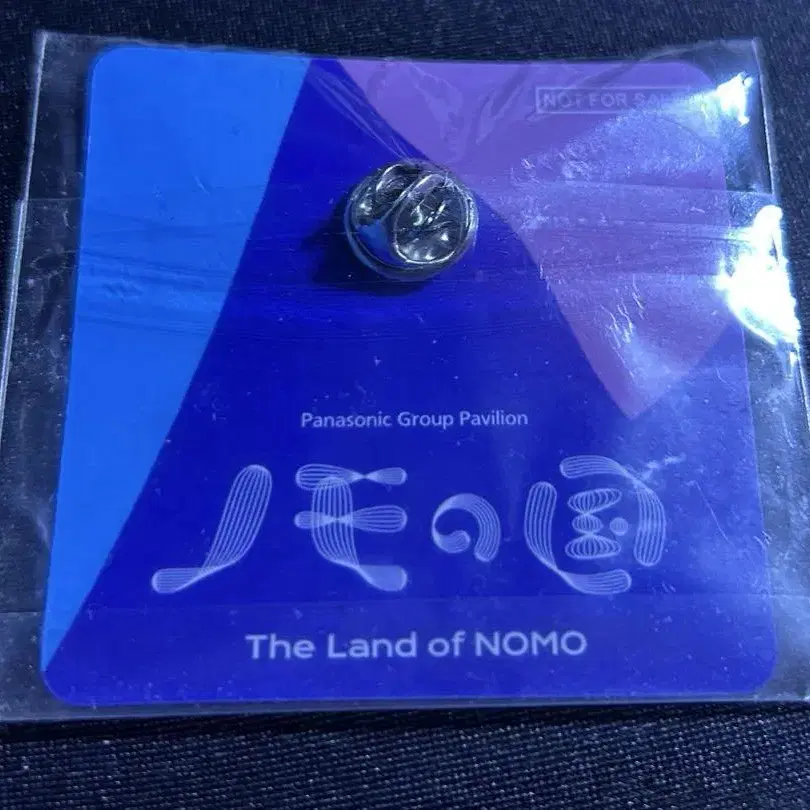 NOT FOR SALE
Panasonic Group Pavilion
ノモの国
The Land of NOMO